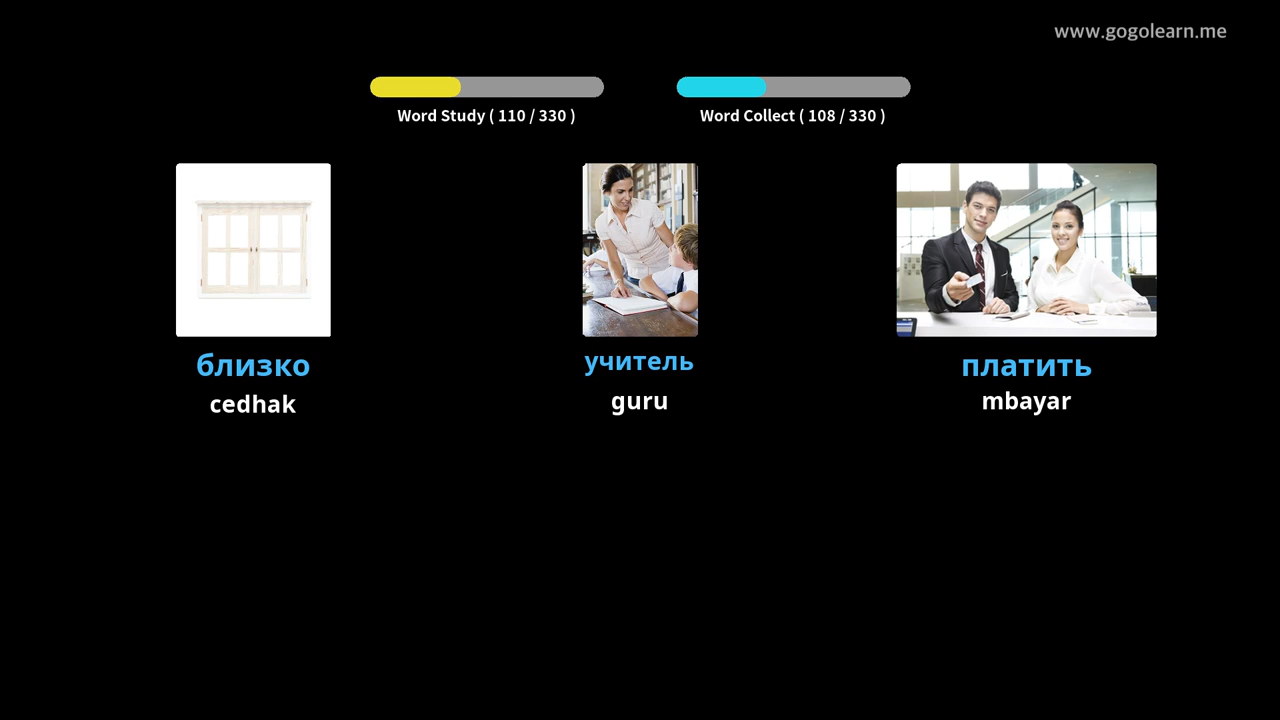 www.gogolearn.me
Word Study ( 110 / 330 )
Word Collect ( 108 / 330 )
близко
cedhak
учитель
guru
платить
mbayar